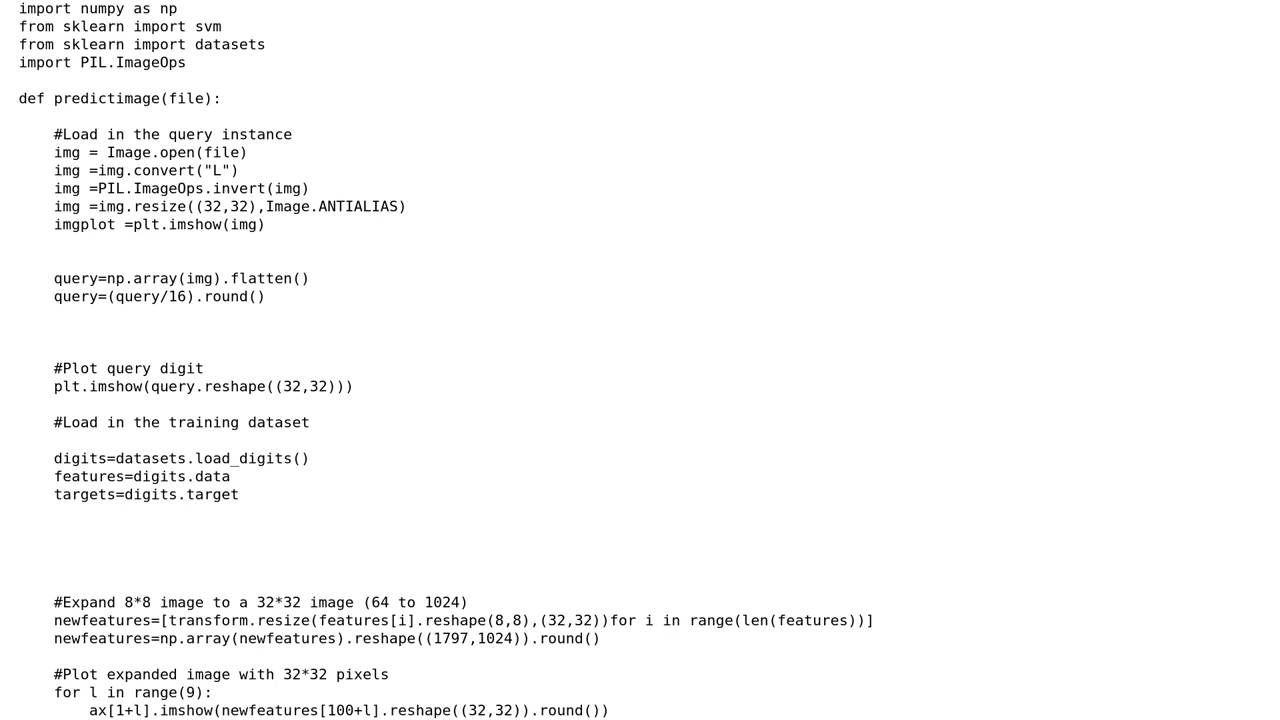 import numpy as np
from sklearn import svm
from sklearn import datasets
import PIL.ImageOps
def predictimage(file):
#Load in the query instance
img = Image.open(file)
img =img.convert("L")
img =PIL.ImageOps.invert(img)
img =img.resize((32,32),Image.ANTIALIAS)
imgplot =plt.imshow(img)
query=np.array(img).flatten()
query=(query/16).round()
#Plot query digit
plt.imshow(query.reshape((32,32)))
#Load in the training dataset
digits=datasets.load_digits()
features=digits.data
targets=digits.target
#Expand 8*8 image to a 32*32 image (64 to 1024)
newfeatures=[transform.resize(features[i].reshape(8,8),(32,32))for i in range(len(features))]
newfeatures=np.array(newfeatures).reshape((1797,1024)).round()
#Plot expanded image with 32*32 pixels
for l in range(9):
ax[1+l].imshow(newfeatures[100+l].reshape((32,32)).round())